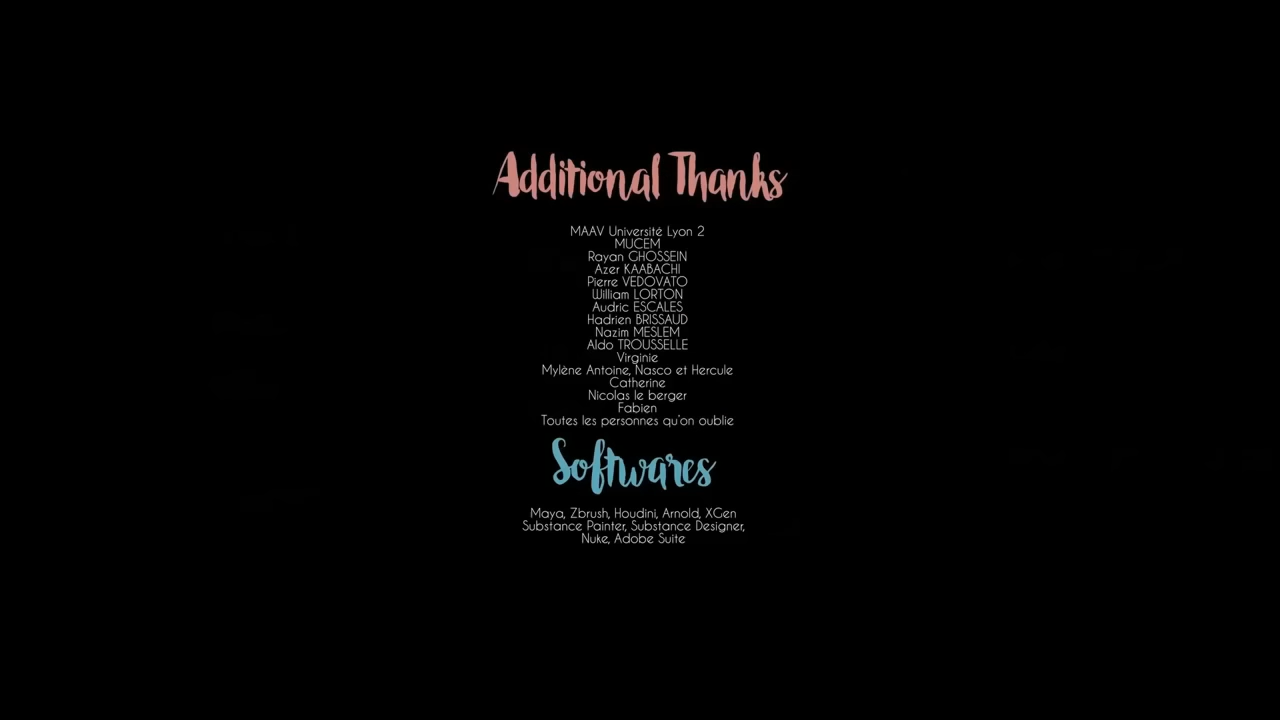 Additional Thanks
MAAV Université Lyon 2
MUCEM
Rayan GHOSSEIN
Azer KAABACHI
Pierre VEDOVATO
William LORTON
Audric ESCALES
Hadrien BRISSAUD
Nazim MESLEM
Aldo TROUSSELLE
Virginie
Mylène Antoine, Nasco et Hercule
Catherine
Nicolas le berger
Fabien
Toutes les personnes qu'on oublie
Softwares
Maya, Zbrush, Houdini, Arnold, XGen
Substance Painter, Substance Designer,
Nuke, Adobe Suite